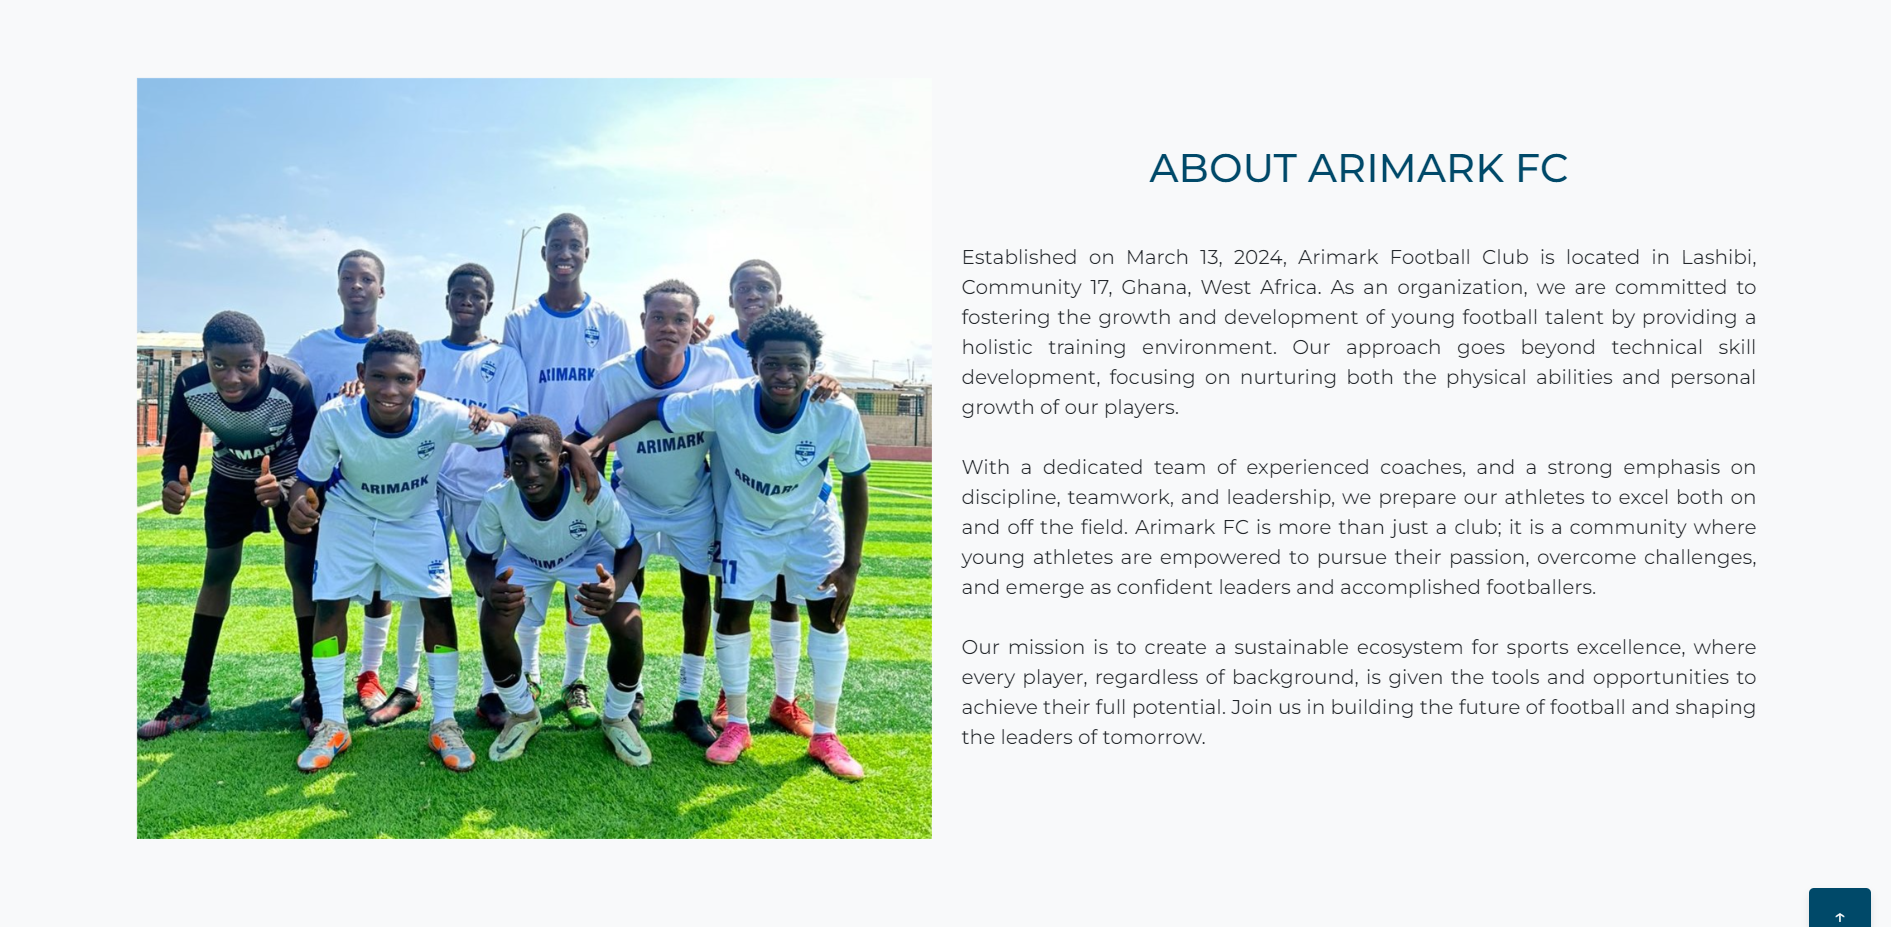 ABOUT ARIMARK FC
Established on March 13, 2024, Arimark Football Club is located in Lashibi,
Community 17, Ghana, West Africa. As an organization, we are committed to
fostering the growth and development of young football talent by providing a
holistic training environment. Our approach goes beyond technical skill
development, focusing on nurturing both the physical abilities and personal
growth of our players.
With a dedicated team of experienced coaches, and a strong emphasis on
discipline, teamwork, and leadership, we prepare our athletes to excel both on
and off the field. Arimark FC is more than just a club; it is a community where
young athletes are empowered to pursue their passion, overcome challenges,
and emerge as confident leaders and accomplished footballers.
Our mission is to create a sustainable ecosystem for sports excellence, where
every player, regardless of background, is given the tools and opportunities to
achieve their full potential. Join us in building the future of football and shaping
the leaders of tomorrow.
ARIMARK
ARIMARK
ARIMARK
ARIMARK
11